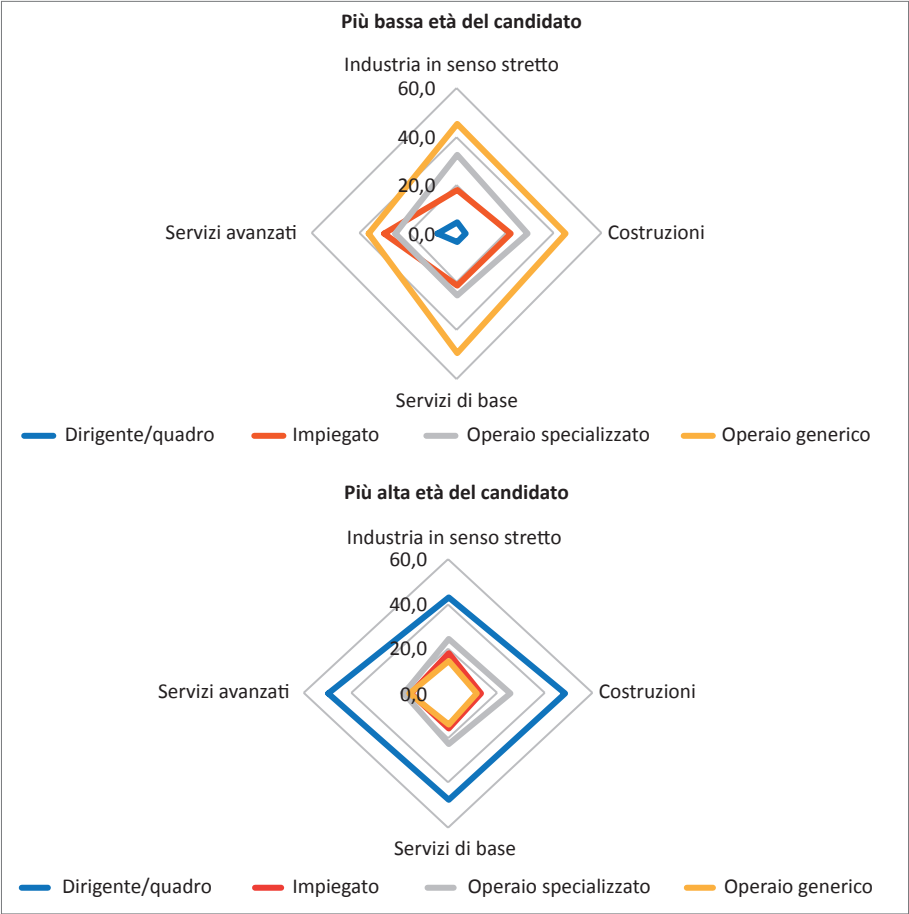 Più bassa età del candidato
Industria in senso stretto
60,0
40,0
20,0
Servizi avanzati
0,0
Costruzioni
Servizi di base
Dirigente/quadro
Impiegato
Operaio specializzato
Operaio generico
Più alta età del candidato
Industria in senso stretto
60,0
40,0
20,0
Servizi avanzati
0,0
Costruzioni
Servizi di base
Dirigente/quadro
Impiegato
Operaio specializzato
Operaio generico